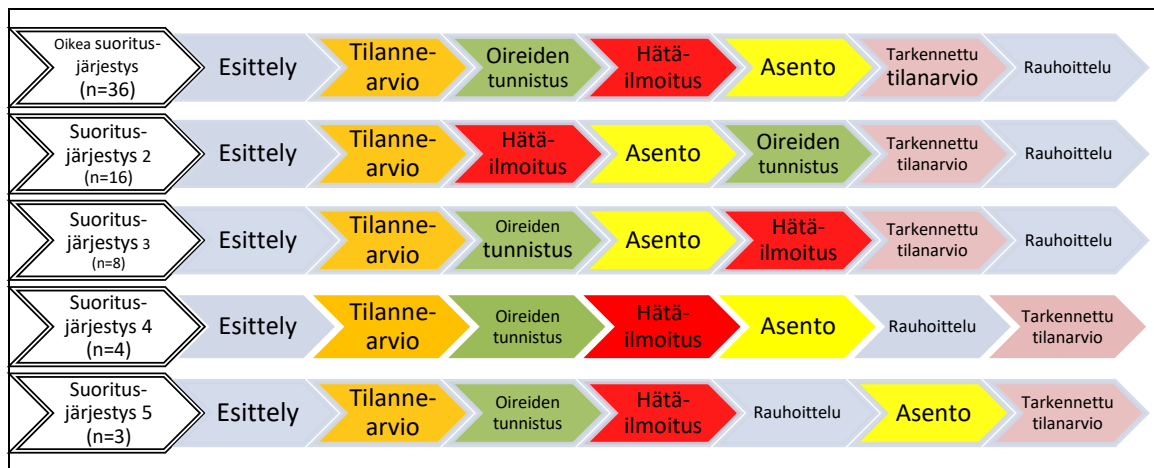 Oikea suoritus-
järjestys
(n=36)
Esittely
Tilanne-
arvio
Oireiden
tunnistus
Hätä-
ilmoitus
Asento
Tarkennettu
tilanarvio
Rauhoittelu
Suoritus-
järjestys 2
(n=16)
Esittely
Tilanne-
arvio
Hätä-
ilmoitus
Asento
Oireiden
tunnistus
Tarkennettu
tilanarvio
Rauhoittelu
Suoritus-
järjestys 3
(n=8)
Esittely
Tilanne-
arvio
Oireiden
tunnistus
Asento
Hätä-
ilmoitus
Tarkennettu
tilanarvio
Rauhoittelu
Suoritus-
järjestys 4
(n=4)
Esittely
Tilanne-
arvio
Oireiden
tunnistus
Hätä-
ilmoitus
Asento
Rauhoittelu
Tarkennettu
tilanarvio
Suoritus-
järjestys 5
(n=3)
Esittely
Tilanne-
arvio
Oireiden
tunnistus
Hätä-
ilmoitus
Rauhoittelu
Asento
Tarkennettu
tilanarvio